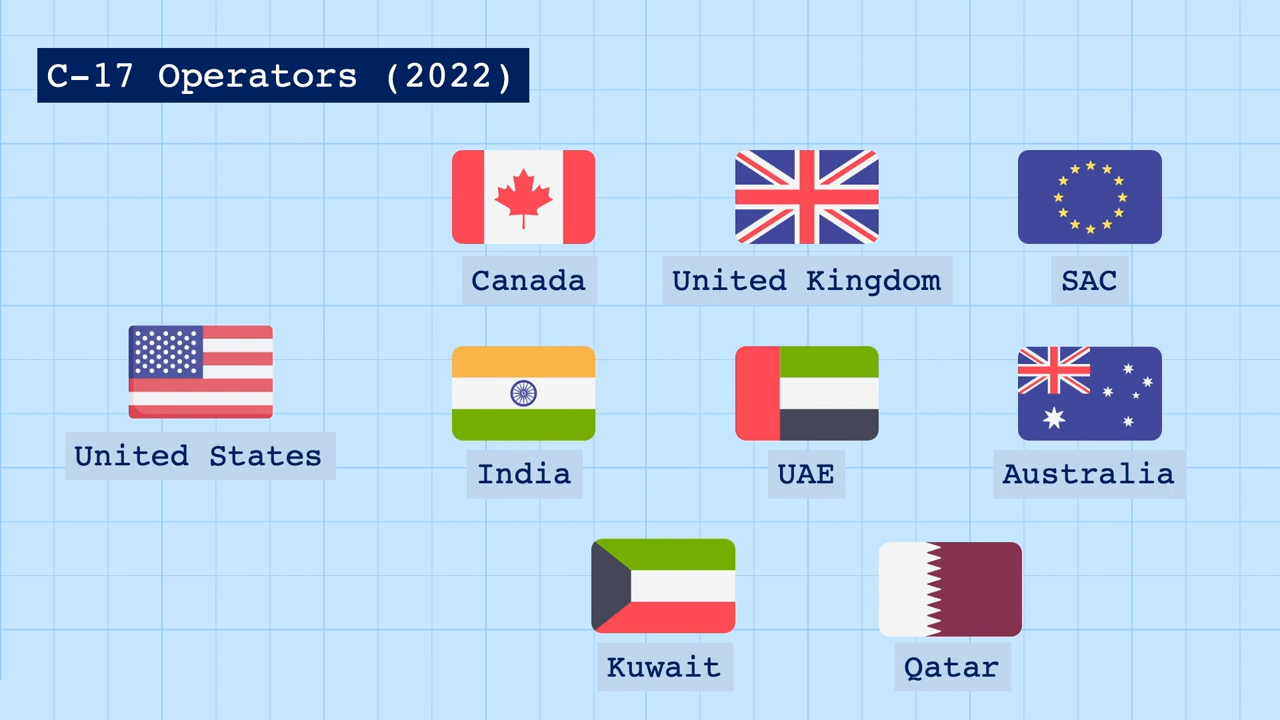 C-17 Operators (2022)
Canada
United Kingdom
SAC
United States
India
UAE
Australia
Kuwait
Qatar